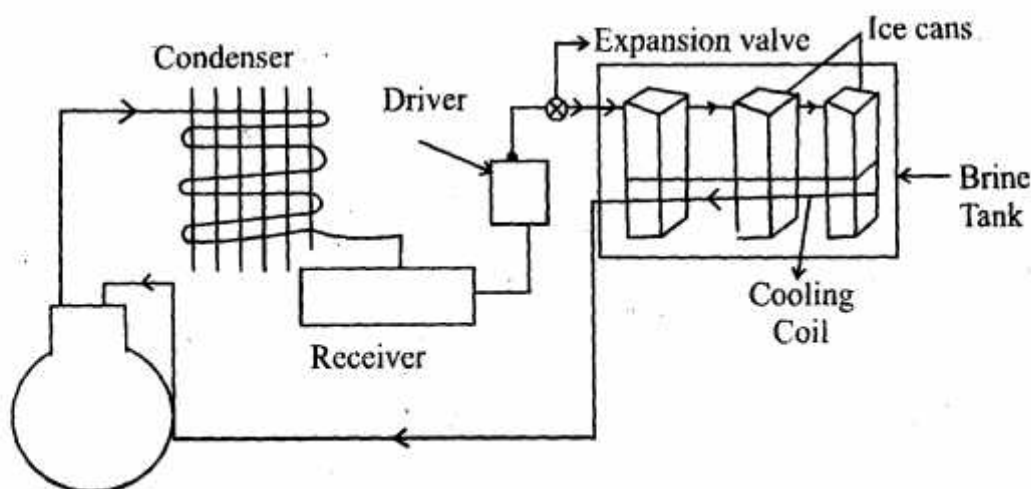 Expansion valve
Ice cans
Condenser
Driver
Brine
Tank
Cooling
Coil
Receiver